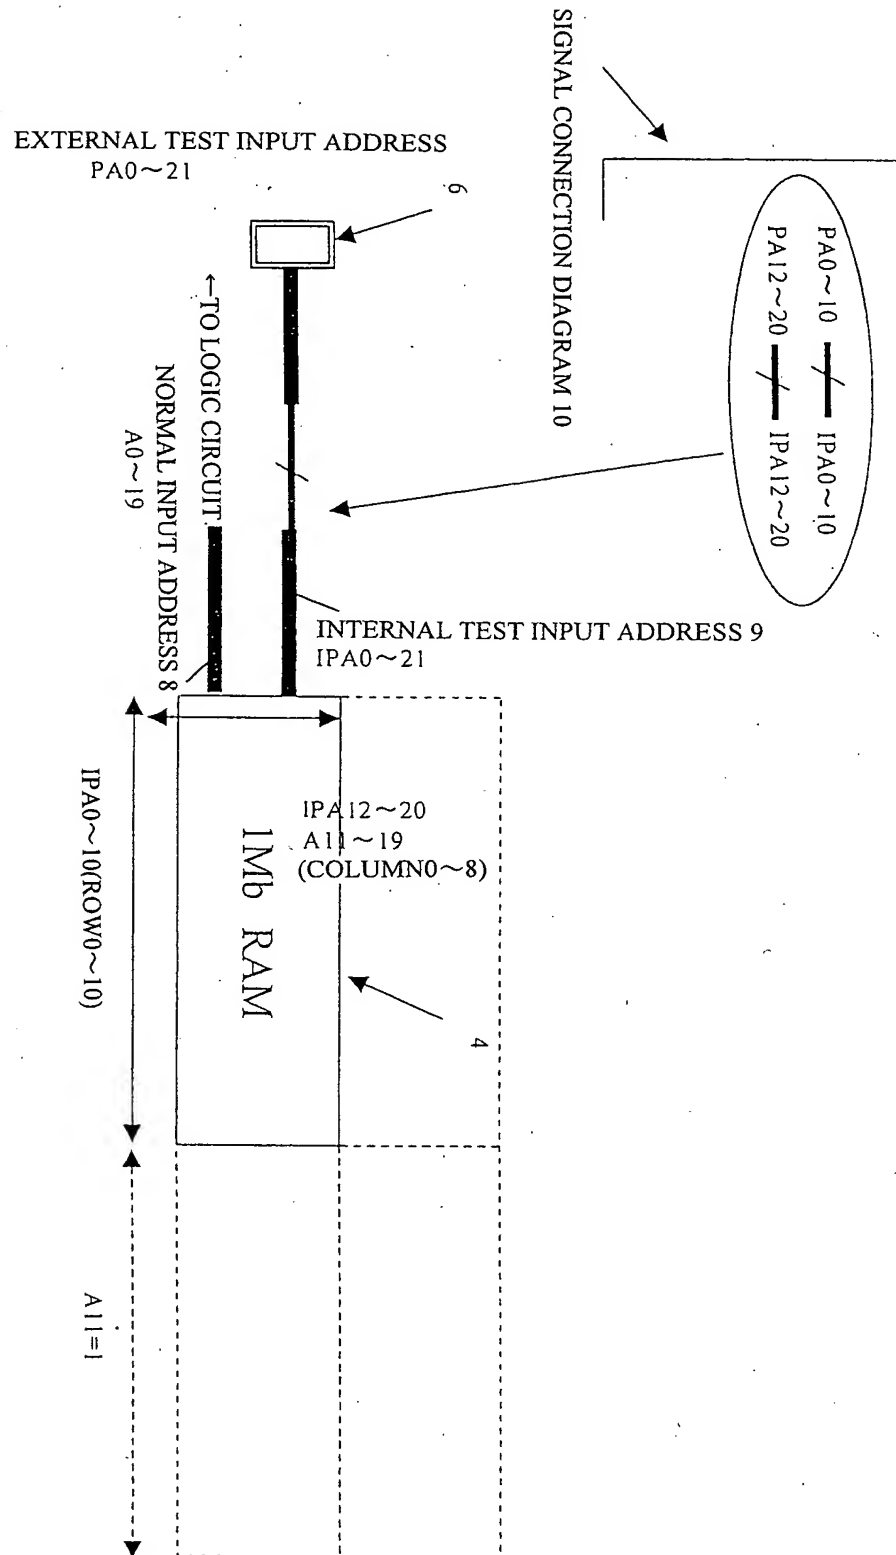 SIGNAL CONNECTION DIAGRAM 10
PA0~10 IPA0~10
PA12~20 IPA12~20
EXTERNAL TEST INPUT ADDRESS
PA0~21
6
←TO LOGIC CIRCUIT
NORMAL INPUT ADDRESS 8
A0~19
INTERNAL TEST INPUT ADDRESS 9
IPA0~21
IPA12~20
A11~19
(COLUMN0~8)
1Mb RAM
4
IPA0~10(ROW0~10)
A11=1